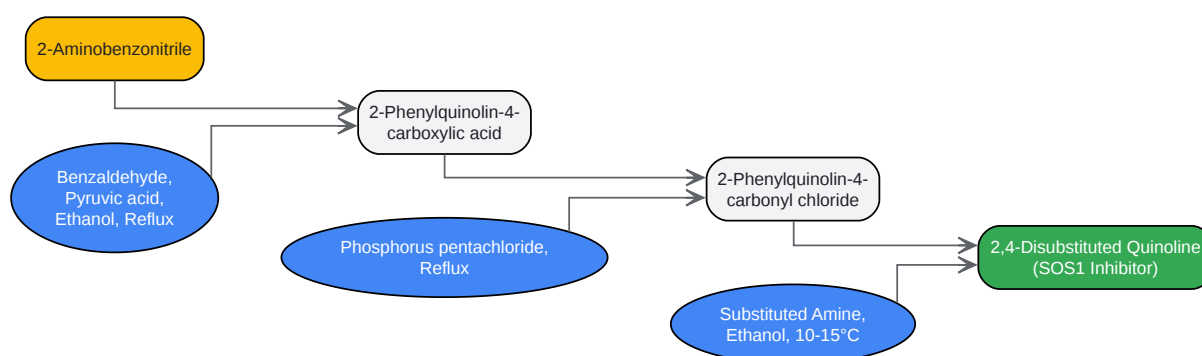 2-Aminobenzonitrile
2-Phenylquinolin-4-
carboxylic acid
Benzaldehyde,
Pyruvic acid,
Ethanol, Reflux
2-Phenylquinolin-4-
carbonyl chloride
Phosphorus pentachloride,
Reflux
2,4-Disubstituted Quinoline
(SOS1 Inhibitor)
Substituted Amine,
Ethanol, 10-15°C